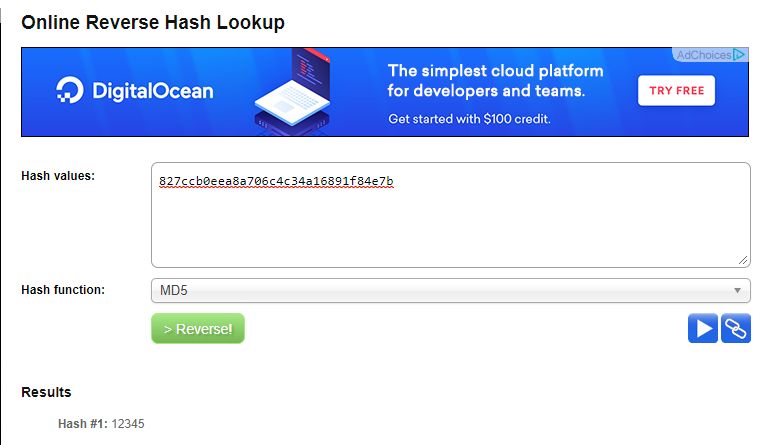 Online Reverse Hash Lookup
AdChoices
DigitalOcean
The simplest cloud platform
for developers and teams.
Get started with $100 credit.
TRY FREE
Hash values:
827ccb0eea8a706c4c34a16891f84e7b
Hash function:
MD5
> Reverse!
Results
Hash #1: 12345